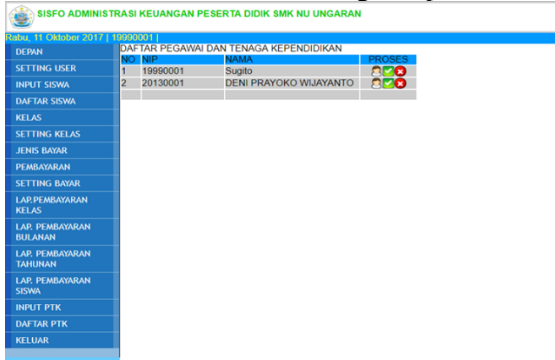 SISFO ADMINISTRASI KEUANGAN PESERTA DIDIK SMK NU UNGARAN
Rabu, 11 Oktober 2017 | 19990001 |
DEPAN
SETTING USER
INPUT SISWA
DAFTAR SISWA
KELAS
SETTING KELAS
JENIS BAYAR
PEMBAYARAN
SETTING BAYAR
LAP.PEMBAYARAN
KELAS
LAP. PEMBAYARAN
BULANAN
LAP. PEMBAYARAN
TAHUNAN
LAP. PEMBAYARAN
SISWA
INPUT PTK
DAFTAR PTK
KELUAR
DAFTAR PEGAWAI DAN TENAGA KEPENDIDIKAN
NO NIP NAMA PROSES
1 19990001 Sugito
2 20130001 DENI PRAYOKO WIJAYANTO